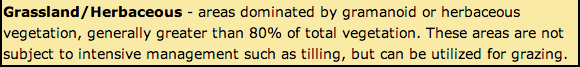 Grassland/Herbaceous - areas dominated by gramanoid or herbaceous
vegetation, generally greater than 80% of total vegetation. These areas are not
subject to intensive management such as tilling, but can be utilized for grazing.